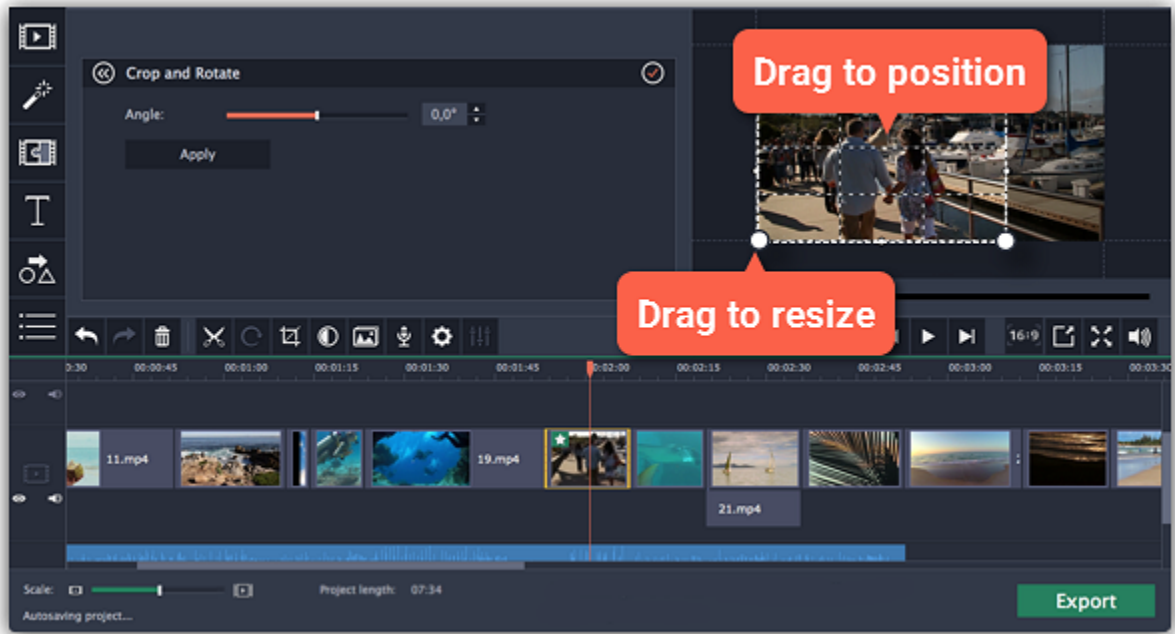 Crop and Rotate
Angle:
0,0°
Apply
Drag to position
Drag to resize
16:9
0:30 00:00:45 00:01:00 00:01:15 00:01:30 00:01:45 0:02:00 00:02:15 00:02:30 00:02:45 00:03:00 00:03:15 00:03:30
11.mp4
19.mp4
21.mp4
Scale:
Project length: 07:34
Export
Autosaving project...